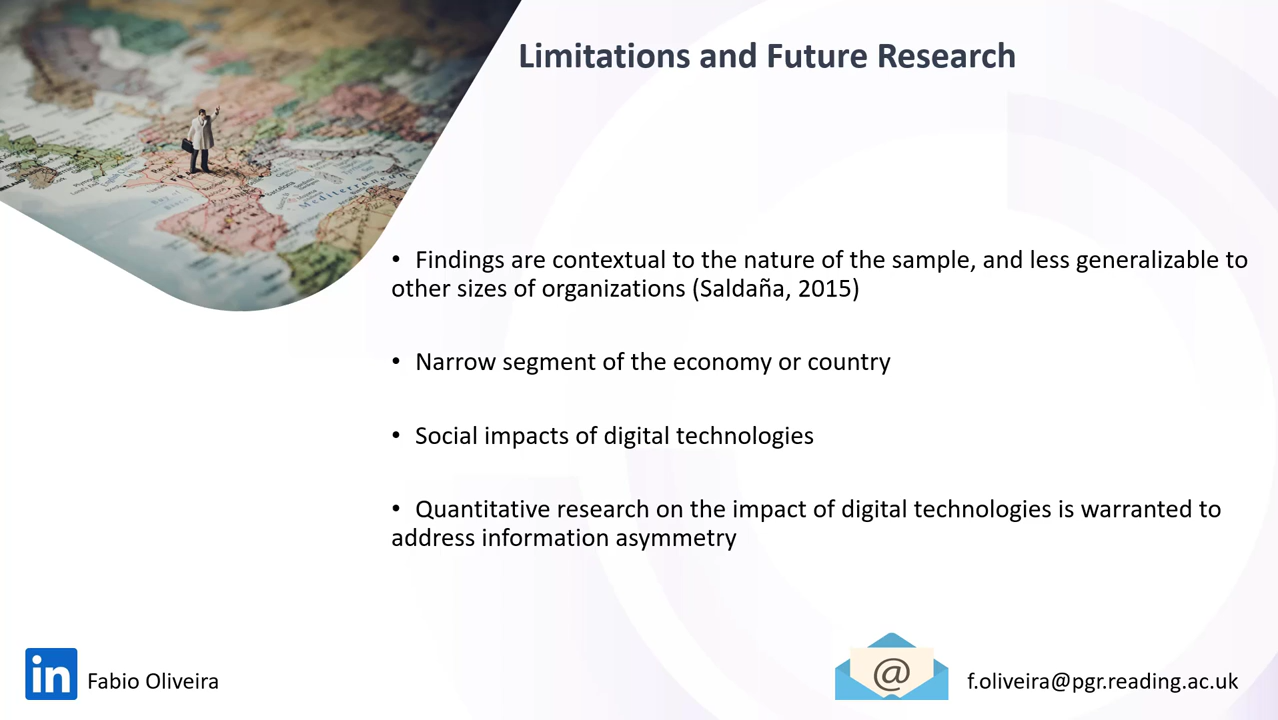 Limitations and Future Research
• Findings are contextual to the nature of the sample, and less generalizable to
other sizes of organizations (Saldaña, 2015)
• Narrow segment of the economy or country
• Social impacts of digital technologies
• Quantitative research on the impact of digital technologies is warranted to
address information asymmetry
in Fabio Oliveira
@ f.oliveira@pgr.reading.ac.uk